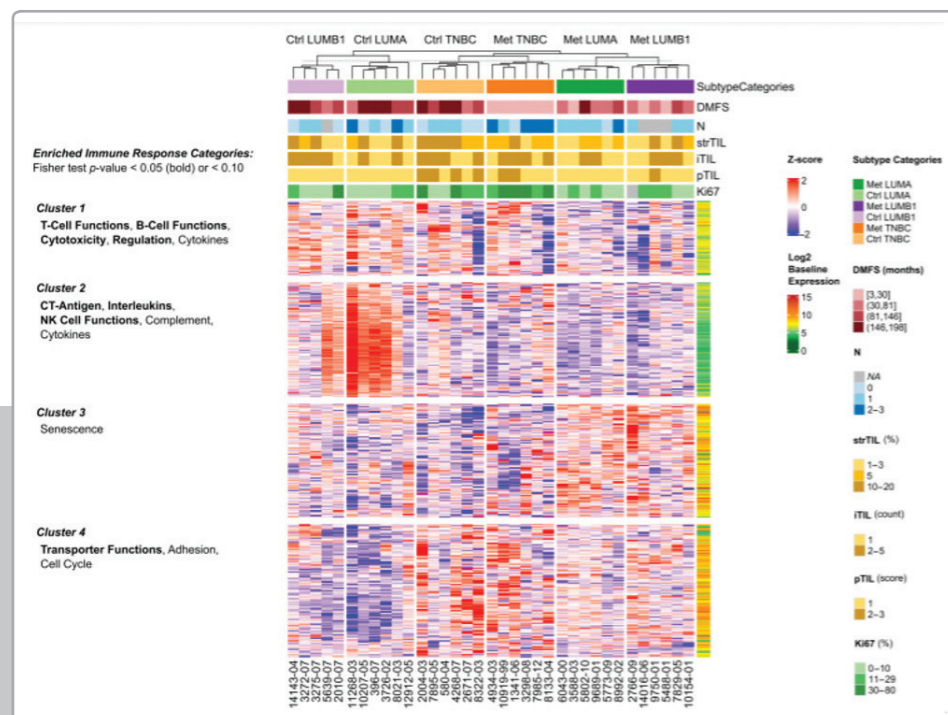 Ctrl LUMB1 Ctrl LUMA Ctrl TNBC Met TNBC Met LUMA Met LUMB1
SubtypeCategories
DMFS
N
strTIL
iTIL
pTIL
Ki67
Enriched Immune Response Categories:
Fisher test p-value < 0.05 (bold) or < 0.10
Cluster 1
T-Cell Functions, B-Cell Functions,
Cytotoxicity, Regulation, Cytokines
Cluster 2
CT-Antigen, Interleukins,
NK Cell Functions, Complement,
Cytokines
Cluster 3
Senescence
Cluster 4
Transporter Functions, Adhesion,
Cell Cycle
14143-04
3272-07
3275-07
5639-07
2010-07
11268-03
10207-05
396-07
3726-02
8021-03
12912-05
2004-03
7895-05
580-04
4268-07
2671-07
8322-03
4934-03
10919-99
1341-06
3298-08
7985-12
8133-04
6043-00
3588-03
5802-10
9689-01
5773-09
8992-02
2766-09
14016-06
9750-01
5488-01
7829-05
10154-01
Z-score
2
0
−2
Log2
Baseline
Expression
15
10
5
0
Subtype Categories
Met LUMA
Ctrl LUMA
Met LUMB1
Ctrl LUMB1
Met TNBC
Ctrl TNBC
DMFS (months)
[3,30]
(30,81]
(81,146]
(146,198]
N
NA
0
1
2–3
strTIL (%)
1–3
5
10–20
iTIL (count)
1
2–5
pTIL (score)
1
2–3
Ki67 (%)
0–10
11–29
30–80